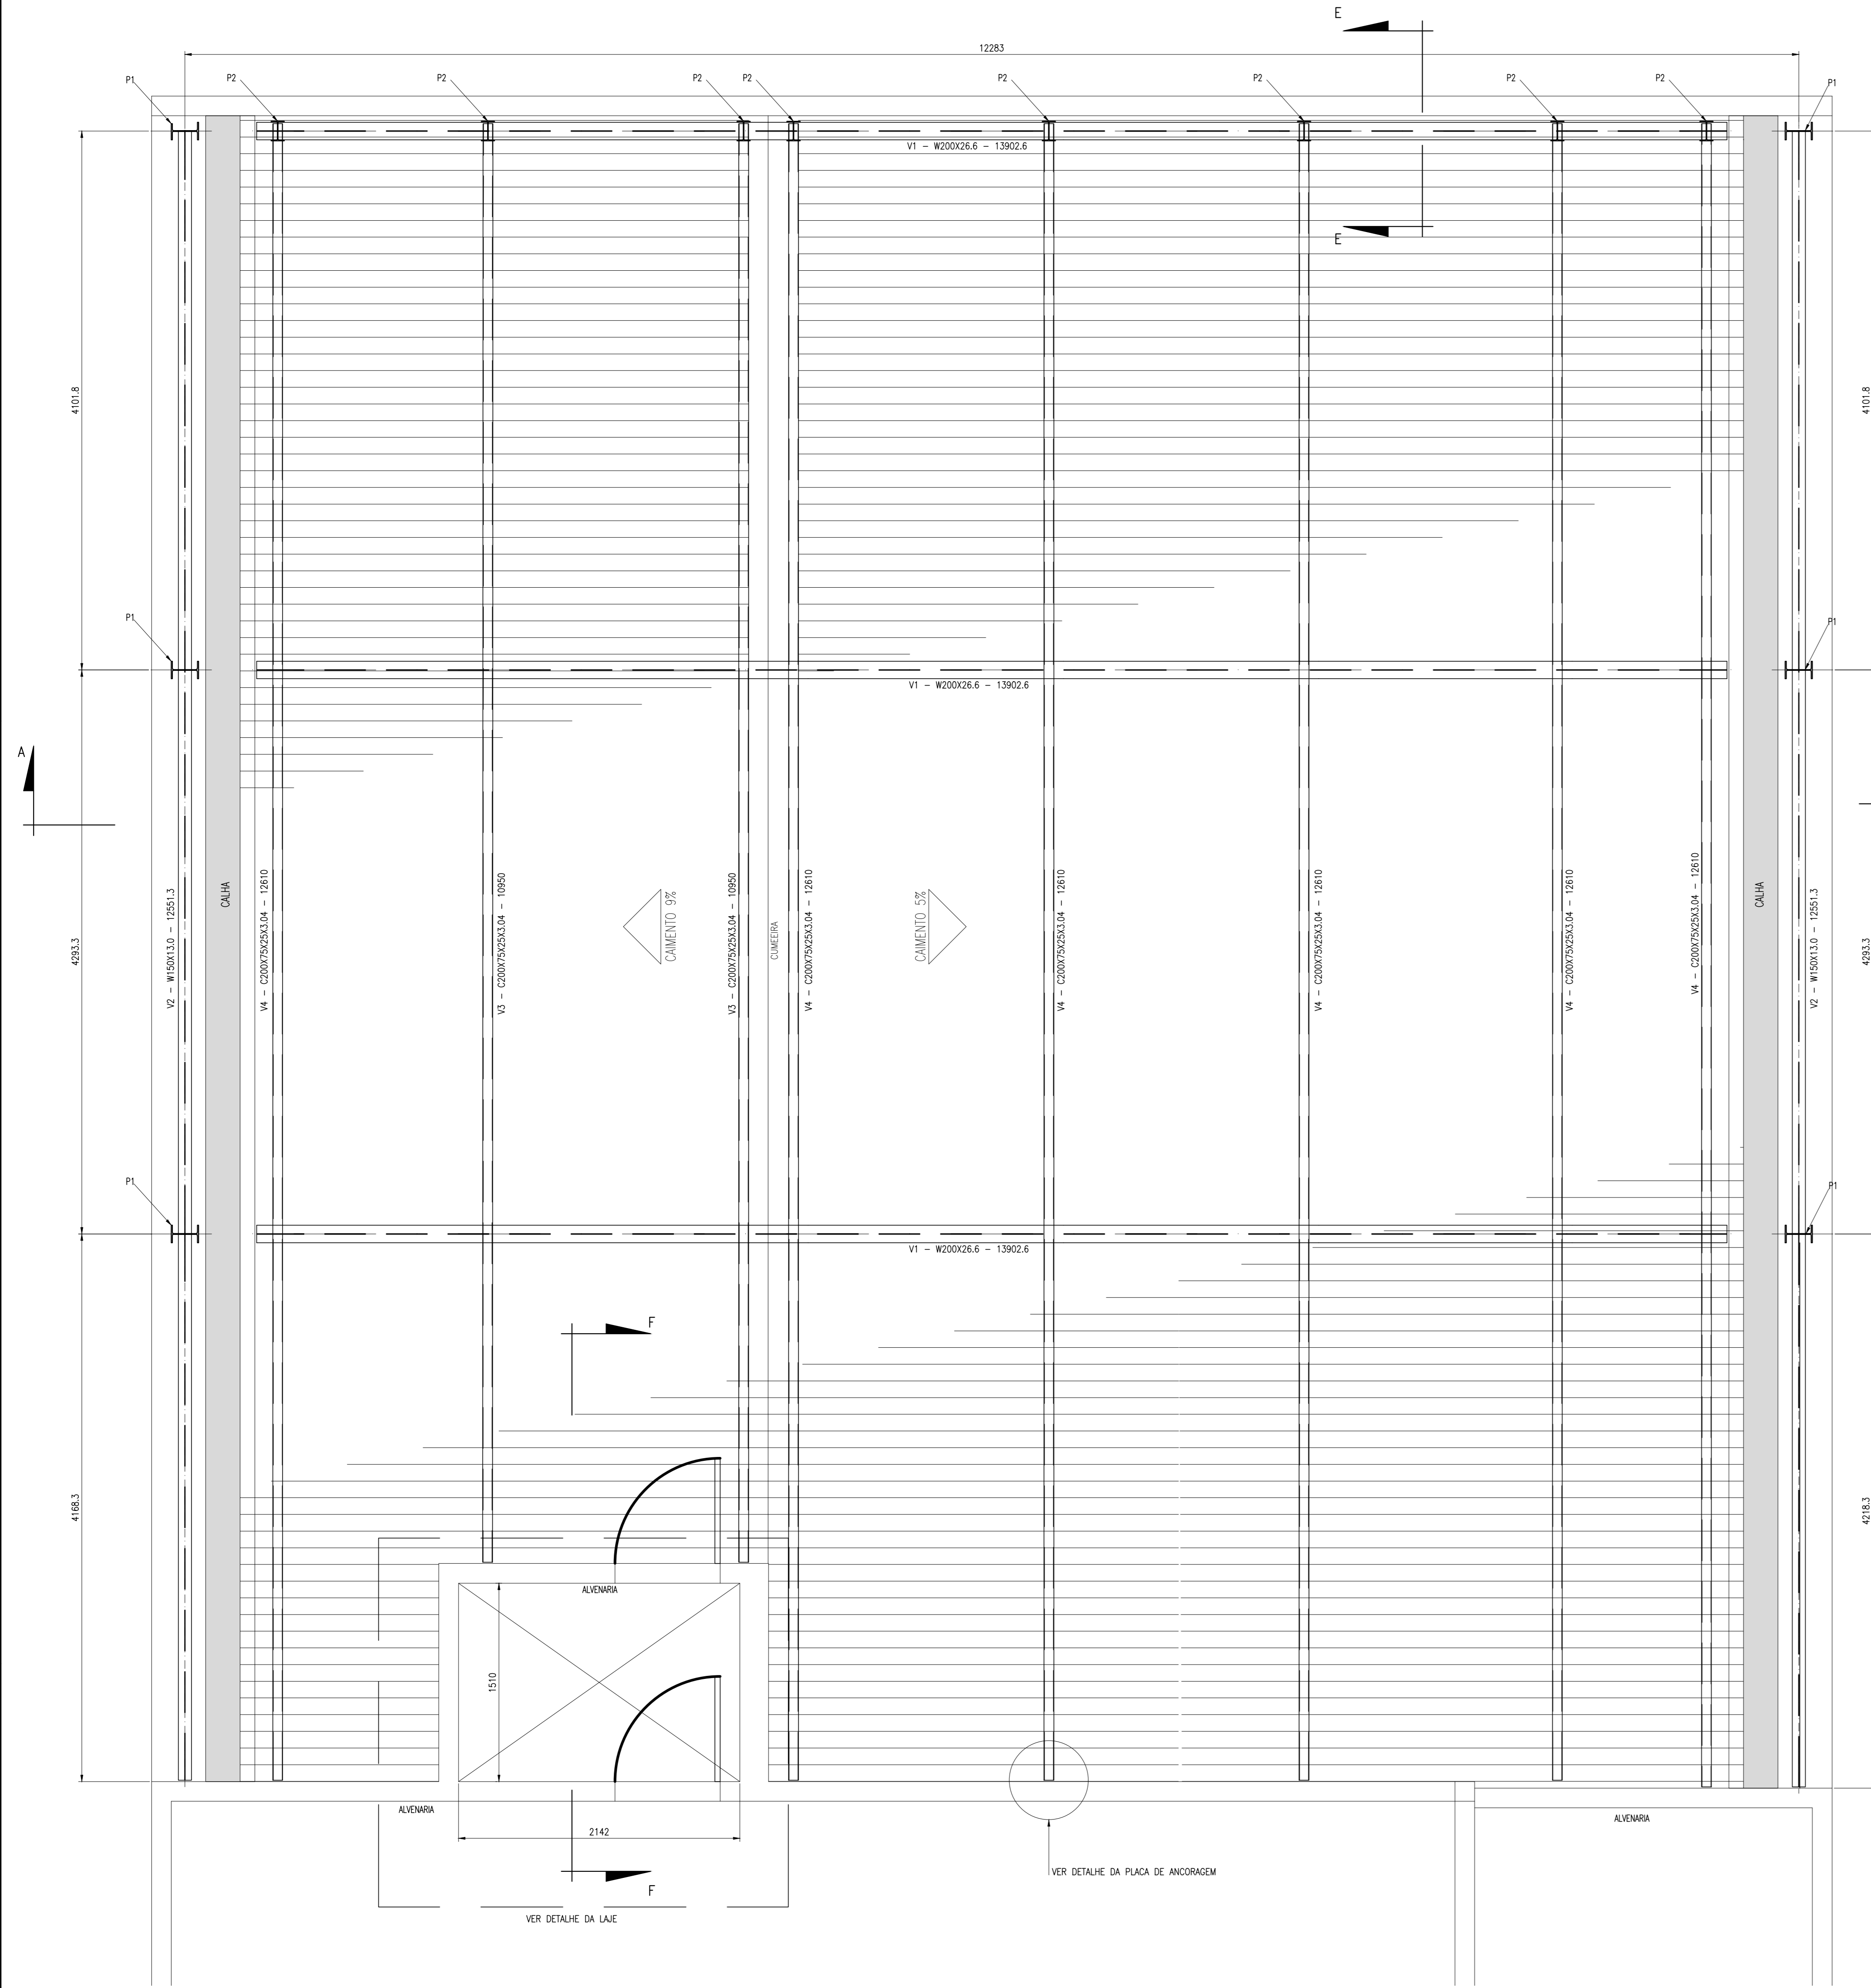 E
12283
P1
P2
P2
P2
P2
P2
P2
P2
P2
P1
V1 - W200X26.6 - 13902.6
E
4101.8
4101.8
P1
P1
V1 - W200X26.6 - 13902.6
A
CALHA
V2 - W150X13.0 - 12551.3
V4 - C200X75X25X3.04 - 12610
V3 - C200X75X25X3.04 - 10950
CAIMENTO 9%
V3 - C200X75X25X3.04 - 10950
CUMEEIRA
V4 - C200X75X25X3.04 - 12610
CAIMENTO 5%
V4 - C200X75X25X3.04 - 12610
V4 - C200X75X25X3.04 - 12610
V4 - C200X75X25X3.04 - 12610
V4 - C200X75X25X3.04 - 12610
CALHA
V2 - W150X13.0 - 12551.3
4293.3
4293.3
P1
P1
V1 - W200X26.6 - 13902.6
F
4168.3
4218.3
ALVENARIA
1510
ALVENARIA
ALVENARIA
2142
VER DETALHE DA PLACA DE ANCORAGEM
F
VER DETALHE DA LAJE